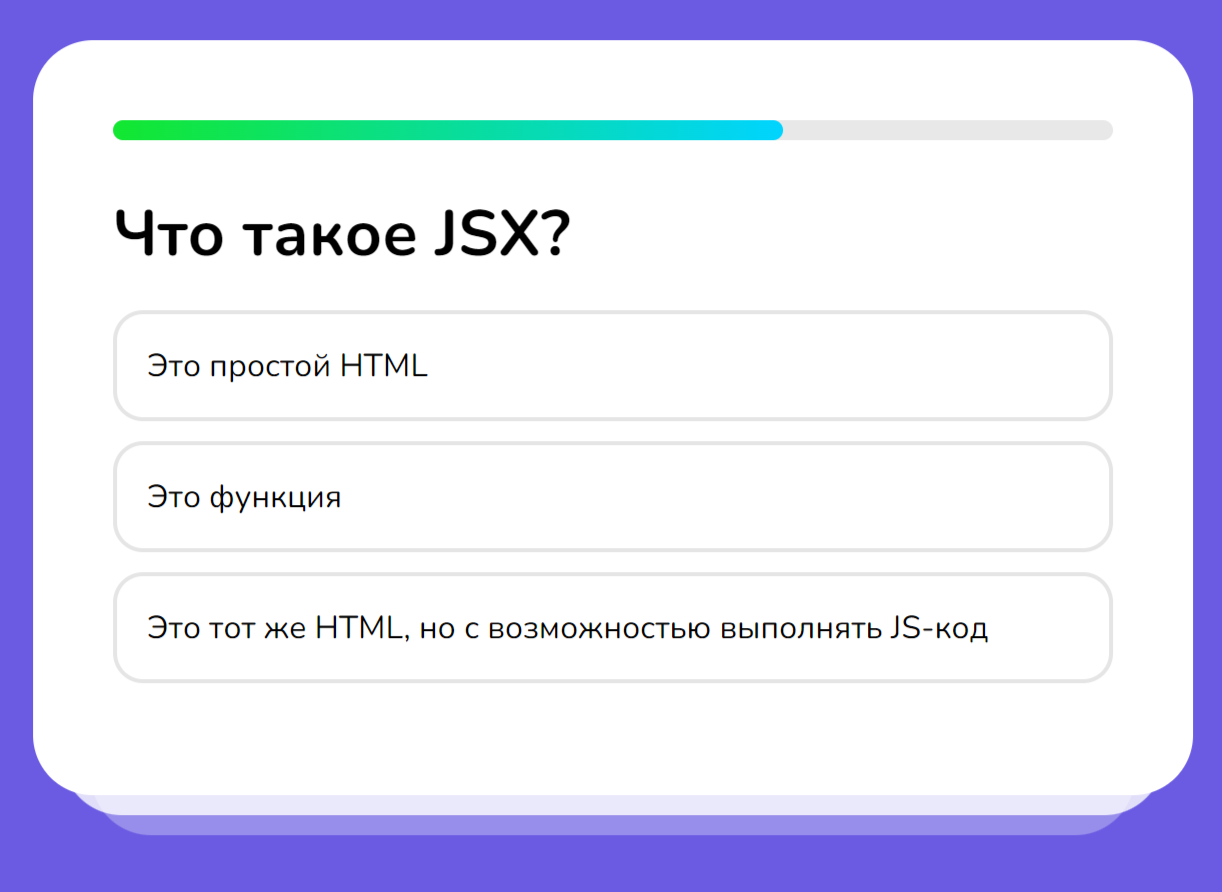 Что такое JSX?
Это простой HTML
Это функция
Это тот же HTML, но с возможностью выполнять JS-код